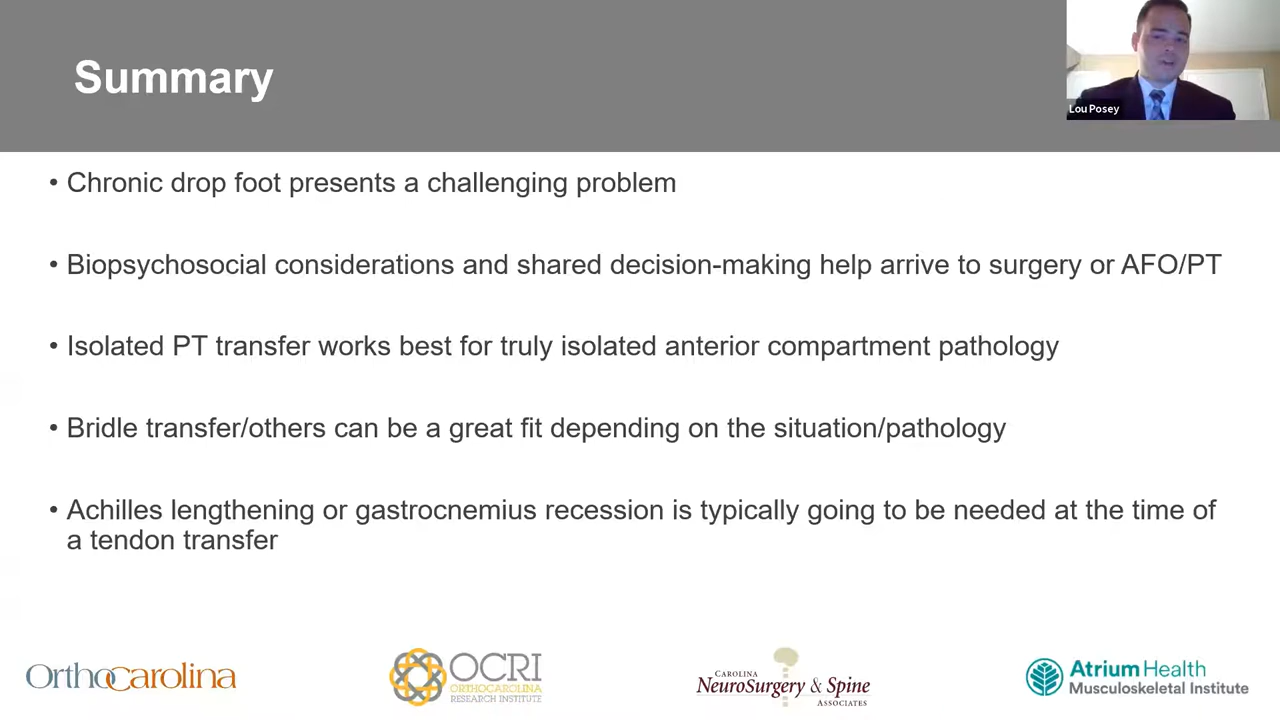 Summary
Lou Posey
• Chronic drop foot presents a challenging problem
• Biopsychosocial considerations and shared decision-making help arrive to surgery or AFO/PT
• Isolated PT transfer works best for truly isolated anterior compartment pathology
• Bridle transfer/others can be a great fit depending on the situation/pathology
• Achilles lengthening or gastrocnemius recession is typically going to be needed at the time of
a tendon transfer
OrthoCarolina
OCRI
ORTHOCAROLINA
RESEARCH INSTITUTE
CAROLINA
NEUROSURGERY & SPINE
ASSOCIATES
Atrium Health
Musculoskeletal Institute